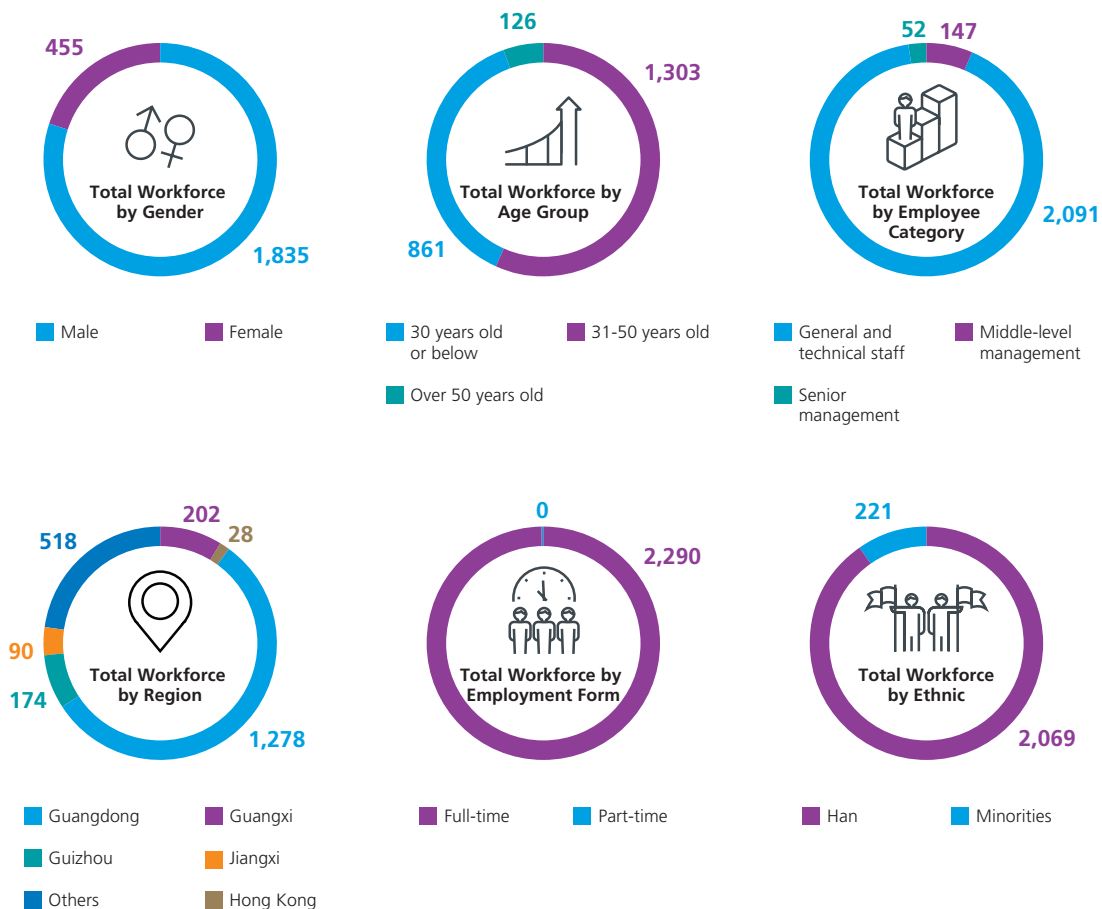 455
Total Workforce
by Gender
1,835
Male
Female
126
1,303
Total Workforce by
Age Group
861
30 years old
or below
31-50 years old
Over 50 years old
52
147
Total Workforce
by Employee
Category
2,091
General and
technical staff
Middle-level
management
Senior
management
202
28
518
90
Total Workforce
by Region
174
1,278
Guangdong
Guangxi
Guizhou
Jiangxi
Others
Hong Kong
0
2,290
Total Workforce by
Employment Form
Full-time
Part-time
221
Total Workforce
by Ethnic
2,069
Han
Minorities